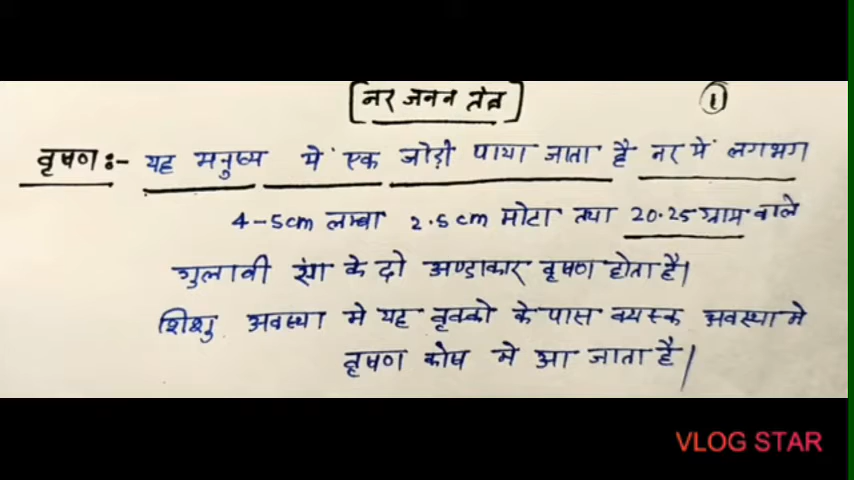 नर जनन तंत्र
1
वृषण :- यह मनुष्य में एक जोड़ी पाया जाता है नर में लगभग
4-5cm लम्बा 2.5cm मोटा तथा 20.25 ग्राम वाले
गुलावी रंग के दो अण्डाकार वृषण होता है।
शिशु अवस्था मे यह वृक्को के पास वयस्क अवस्था मे
वृषण कोष मे आ जाता है।
VLOG STAR